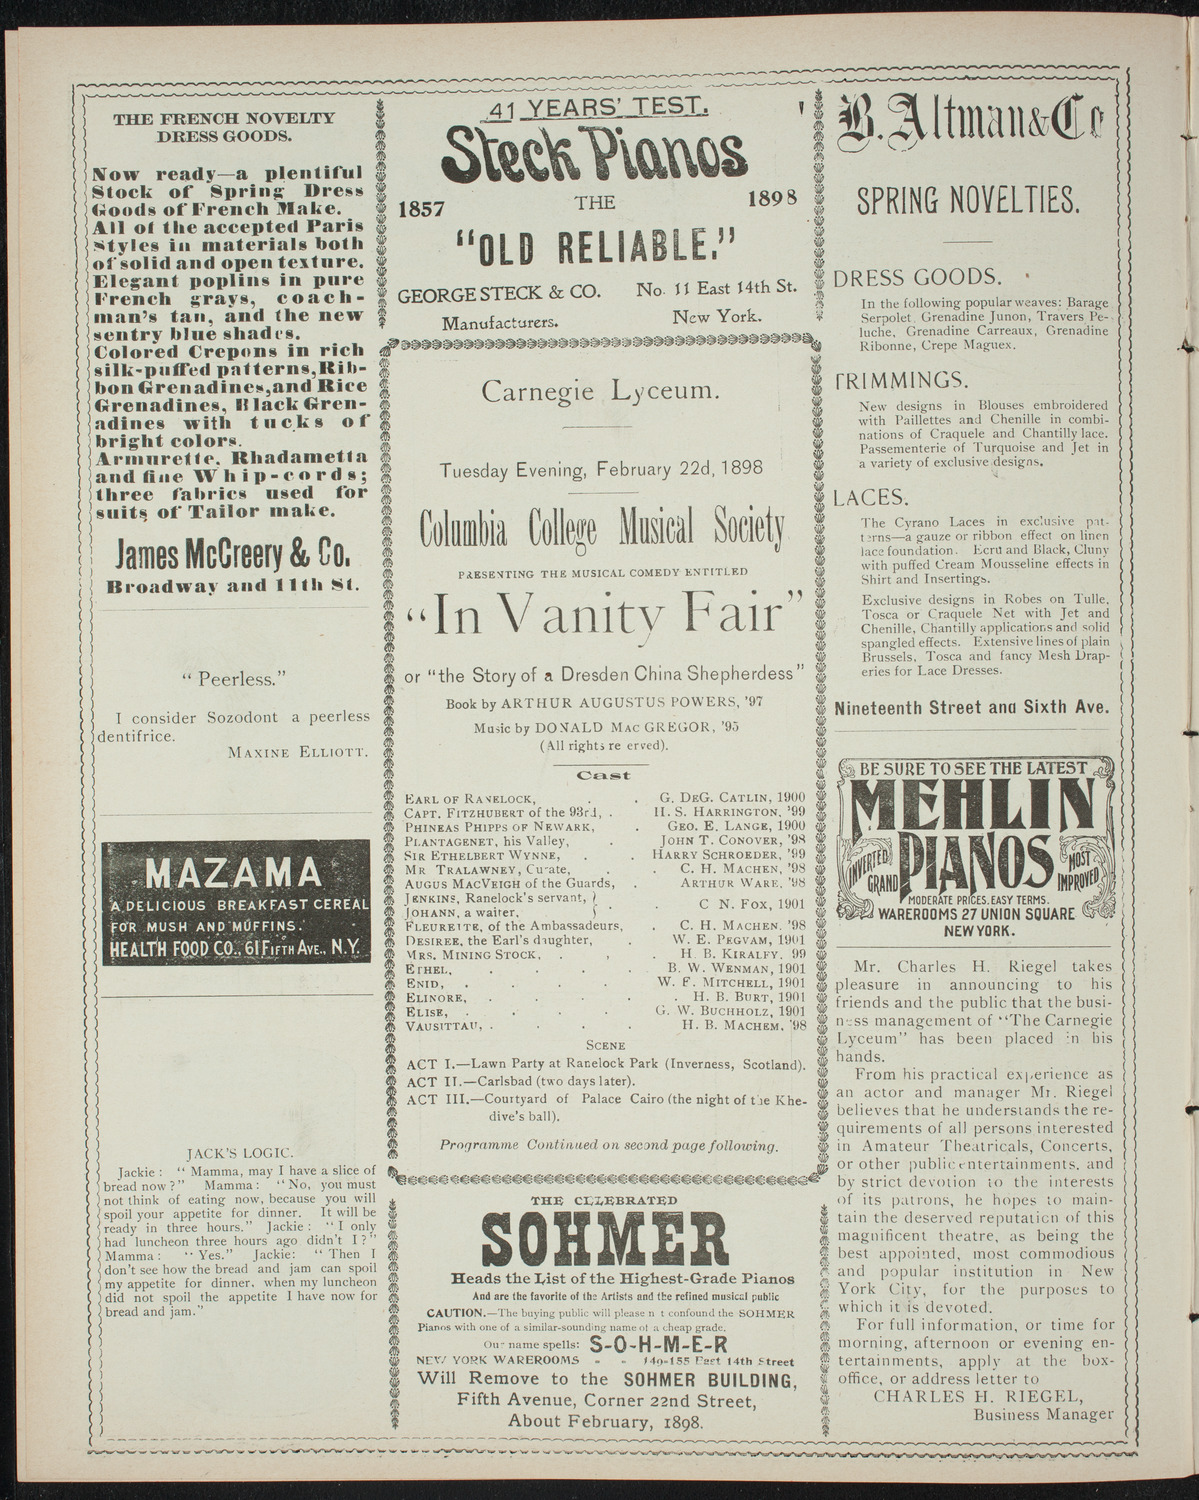 THE FRENCH NOVELTY
DRESS GOODS.
Now ready—a plentiful
Stock of Spring Dress
Goods of French Make.
All of the accepted Paris
Styles in materials both
of solid and open texture.
Elegant poplins in pure
French grays, coach-
man's tan, and the new
sentry blue shades.
Colored Crepons in rich
silk-puffed patterns, Rib-
bon Grenadines, and Rice
Grenadines, Black Gren-
adines with tucks of
bright colors.
Armurette, Rhadametta
and fine Whip-cords;
three fabrics used for
suits of Tailor make.
James McCreery & Co.
Broadway and 11th St.
"Peerless."
I consider Sozodont a peerless
dentifrice.
MAXINE ELLIOTT.
MAZAMA
A DELICIOUS BREAKFAST CEREAL
FOR MUSH AND MUFFINS.
HEALTH FOOD CO., 61 FIFTH AVE., N.Y.
JACK'S LOGIC.
Jackie: "Mamma, may I have a slice of
bread now?" Mamma: "No, you must
not think of eating now, because you will
spoil your appetite for dinner. It will be
ready in three hours." Jackie: "I only
had luncheon three hours ago didn't I?"
Mamma: "Yes." Jackie: "Then I
don't see how the bread and jam can spoil
my appetite for dinner, when my luncheon
did not spoil the appetite I have now for
bread and jam."
41 YEARS' TEST.
Steck Pianos
1857 THE 1898
"OLD RELIABLE."
GEORGE STECK & CO. No. 11 East 14th St.
Manufacturers. New York.
Carnegie Lyceum.
Tuesday Evening, February 22d, 1898
Columbia College Musical Society
PRESENTING THE MUSICAL COMEDY ENTITLED
"In Vanity Fair"
or "the Story of a Dresden China Shepherdess"
Book by ARTHUR AUGUSTUS POWERS, '97
Music by DONALD MAC GREGOR, '95
(All rights re erved).
Cast
EARL OF RANELOCK, . . G. DEG. CATLIN, 1900
CAPT. FITZHUBERT of the 93rd, . H. S. HARRINGTON, '99
PHINEAS PHIPPS OF NEWARK, . GEO. E. LANGE, 1900
PLANTAGENET, his Valley, . JOHN T. CONOVER, '98
SIR ETHELBERT WYNNE, . . HARRY SCHROEDER, '99
MR TRALAWNEY, Curate, . . C. H. MACHEN, '98
AUGUS MACVEIGH of the Guards, . ARTHUR WARE, '98
JENKINS, Ranelock's servant, }
JOHANN, a waiter, } . . C N. FOX, 1901
FLEURETTE, of the Ambassadeurs, . C. H. MACHEN, '98
DESIREE, the Earl's daughter, . W. E. PEGVAM, 1901
MRS. MINING STOCK, . , . H. B. KIRALFY, 99
ETHEL, . . . . B. W. WENMAN, 1901
ENID, . . . . W. F. MITCHELL, 1901
ELINORE, . . . . . H. B. BURT, 1901
ELISE, . . . . G. W. BUCHHOLZ, 1901
VAUSITTAU, . . . . H. B. MACHEM, '98
SCENE
ACT I.—Lawn Party at Ranelock Park (Inverness, Scotland).
ACT II.—Carlsbad (two days later).
ACT III.—Courtyard of Palace Cairo (the night of the Khe-
dive's ball).
Programme Continued on second page following.
THE CELEBRATED
SOHMER
Heads the List of the Highest-Grade Pianos
And are the favorite of the Artists and the refined musical public
CAUTION.—The buying public will please n t confound the SOHMER
Pianos with one of a similar-sounding name of a cheap grade.
Our name spells: S-O-H-M-E-R
NEW YORK WAREROOMS - - 149-155 East 14th Street
Will Remove to the SOHMER BUILDING,
Fifth Avenue, Corner 22nd Street,
About February, 1898.
B. Altman & Co
SPRING NOVELTIES.
DRESS GOODS.
In the following popular weaves: Barage
Serpolet, Grenadine Junon, Travers Pe-
luche, Grenadine Carreaux, Grenadine
Ribonne, Crepe Maguex.
TRIMMINGS.
New designs in Blouses embroidered
with Paillettes and Chenille in combi-
nations of Craquele and Chantilly lace.
Passementerie of Turquoise and Jet in
a variety of exclusive designs.
LACES.
The Cyrano Laces in exclusive pat-
terns—a gauze or ribbon effect on linen
lace foundation. Ecru and Black, Cluny
with puffed Cream Mousseline effects in
Shirt and Insertings.
Exclusive designs in Robes on Tulle,
Tosca or Craquele Net with Jet and
Chenille, Chantilly applications and solid
spangled effects. Extensive lines of plain
Brussels, Tosca and fancy Mesh Drap-
eries for Lace Dresses.
Nineteenth Street and Sixth Ave.
BE SURE TO SEE THE LATEST
MEHLIN
INVERTED GRAND PIANOS MOST IMPROVED
MODERATE PRICES. EASY TERMS.
WAREROOMS 27 UNION SQUARE
NEW YORK.
Mr. Charles H. Riegel takes
pleasure in announcing to his
friends and the public that the busi-
ness management of "The Carnegie
Lyceum" has been placed in his
hands.
From his practical experience as
an actor and manager Mr. Riegel
believes that he understands the re-
quirements of all persons interested
in Amateur Theatricals, Concerts,
or other public entertainments, and
by strict devotion to the interests
of its patrons, he hopes to main-
tain the deserved reputation of this
magnificent theatre, as being the
best appointed, most commodious
and popular institution in New
York City, for the purposes to
which it is devoted.
For full information, or time for
morning, afternoon or evening en-
tertainments, apply at the box-
office, or address letter to
CHARLES H. RIEGEL,
Business Manager